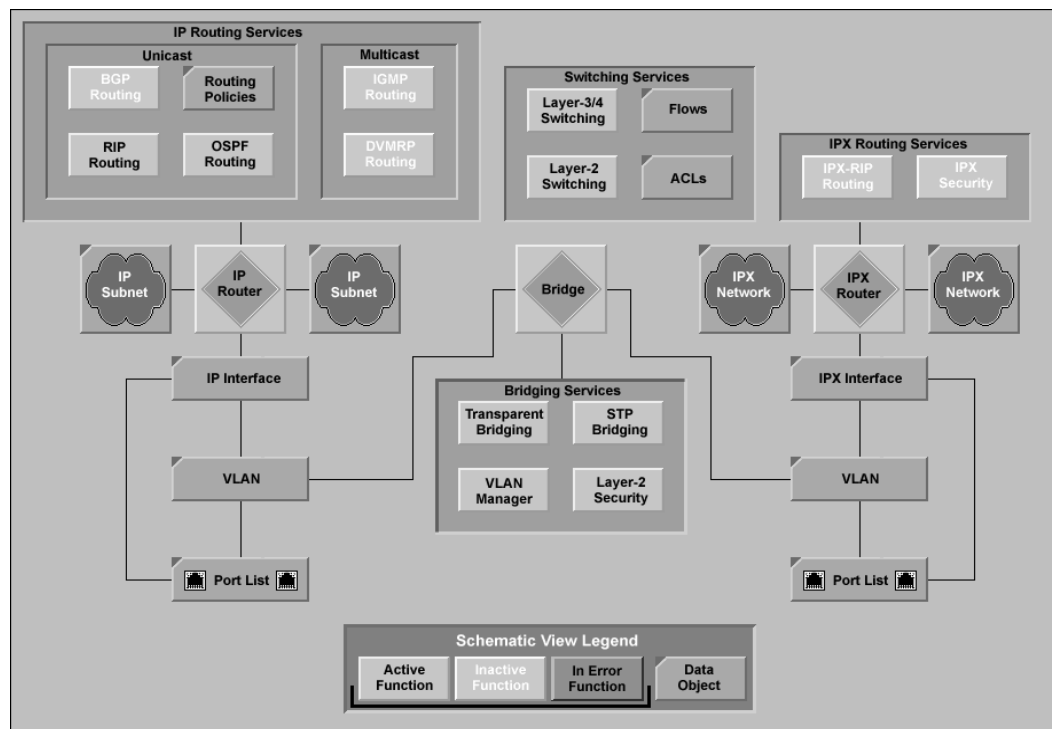 IP Routing Services
Unicast
BGP
Routing
Routing
Policies
RIP
Routing
OSPF
Routing
Multicast
IGMP
Routing
DVMRP
Routing
Switching Services
Layer-3/4
Switching
Flows
Layer-2
Switching
ACLs
IPX Routing Services
IPX-RIP
Routing
IPX
Security
IP
Subnet
IP
Router
IP
Subnet
Bridge
IPX
Network
IPX
Router
IPX
Network
IP Interface
VLAN
Port List
Bridging Services
Transparent
Bridging
STP
Bridging
VLAN
Manager
Layer-2
Security
IPX Interface
VLAN
Port List
Schematic View Legend
Active
Function
Inactive
Function
In Error
Function
Data
Object